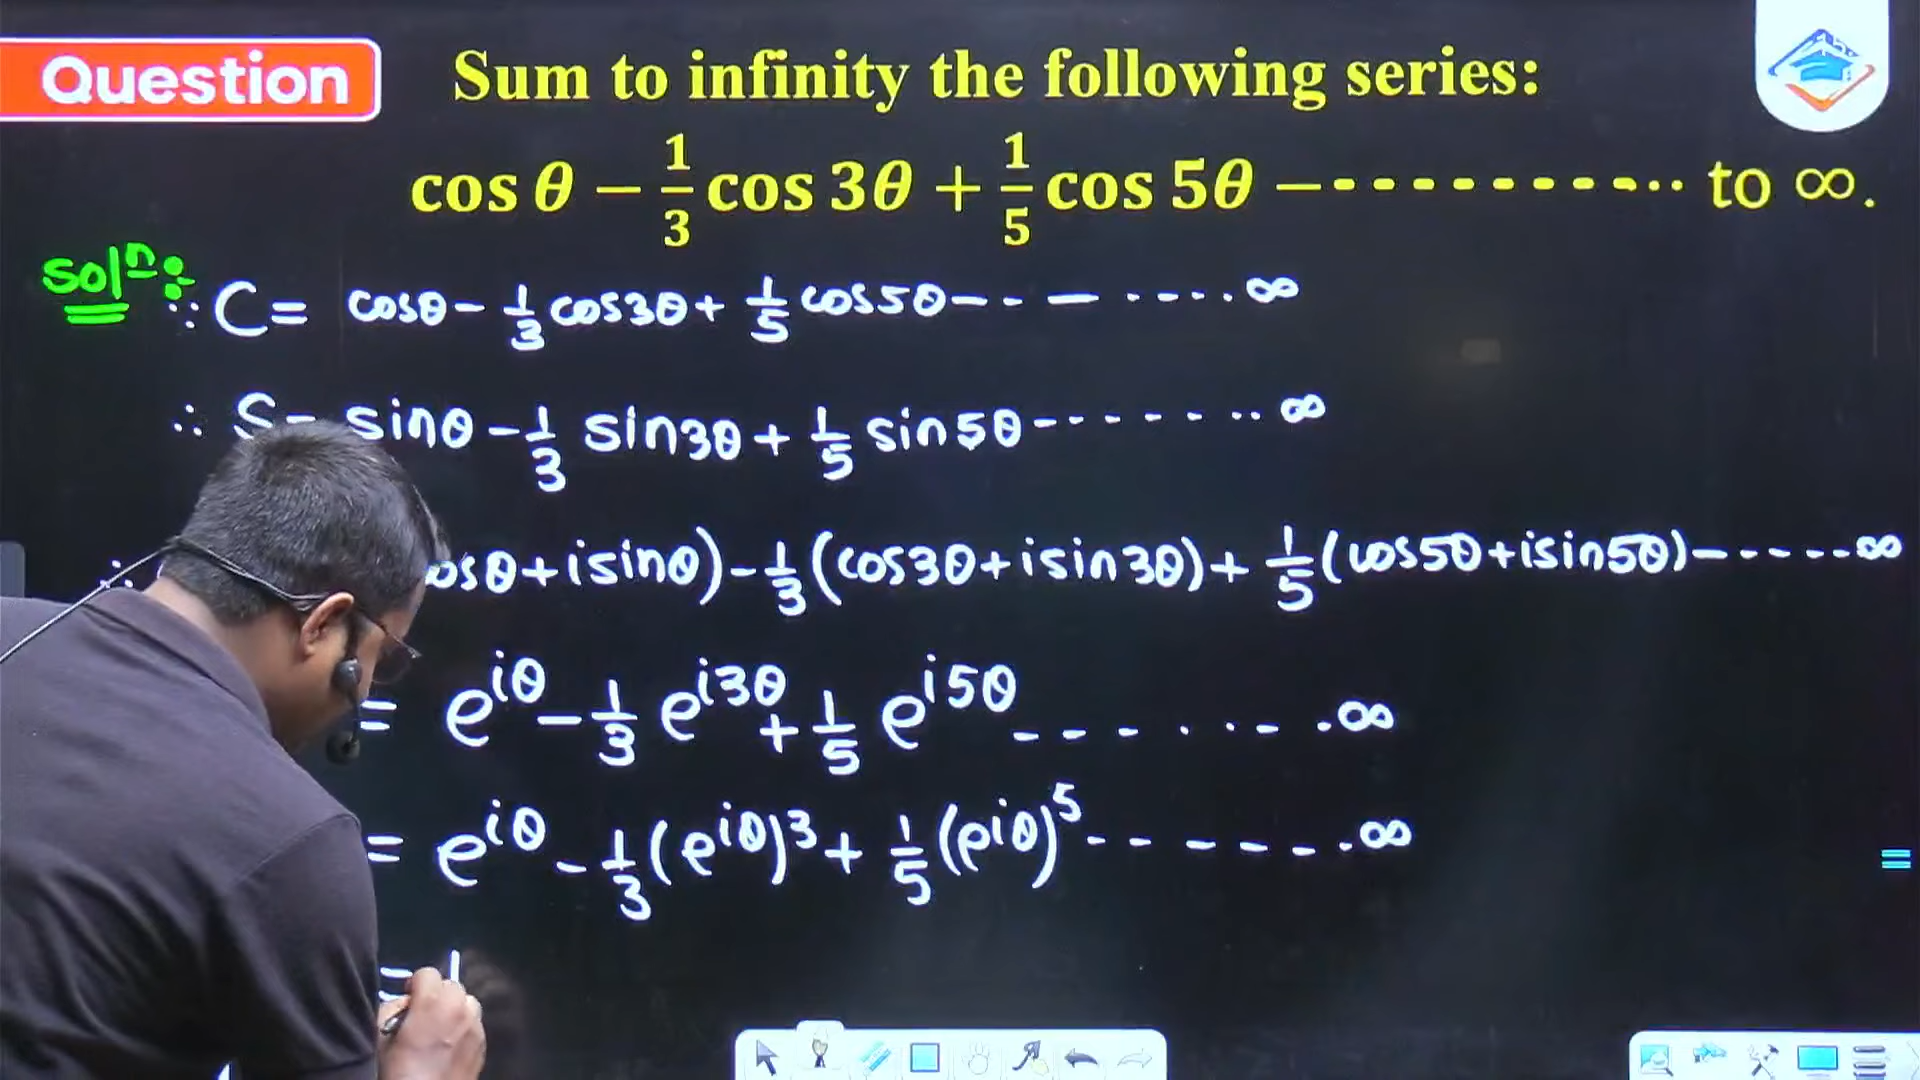 Question
Sum to infinity the following series:
cos θ − 1/3 cos 3θ + 1/5 cos 5θ −---------·· to ∞.
Solⁿ:
∵ C = cosθ − 1/3 cos3θ + 1/5 cos5θ −--—----·∞
∴ S = sinθ − 1/3 sin3θ + 1/5 sin5θ -------··∞
∴ osθ+isinθ) − 1/3 (cos3θ+isin3θ) + 1/5 (cos5θ+isin5θ) −-----∞
= e^{iθ} − 1/3 e^{i3θ} + 1/5 e^{i5θ} ------·∞
= e^{iθ} − 1/3 (e^{iθ})^3 + 1/5 (e^{iθ})^5 -------·∞
=
=